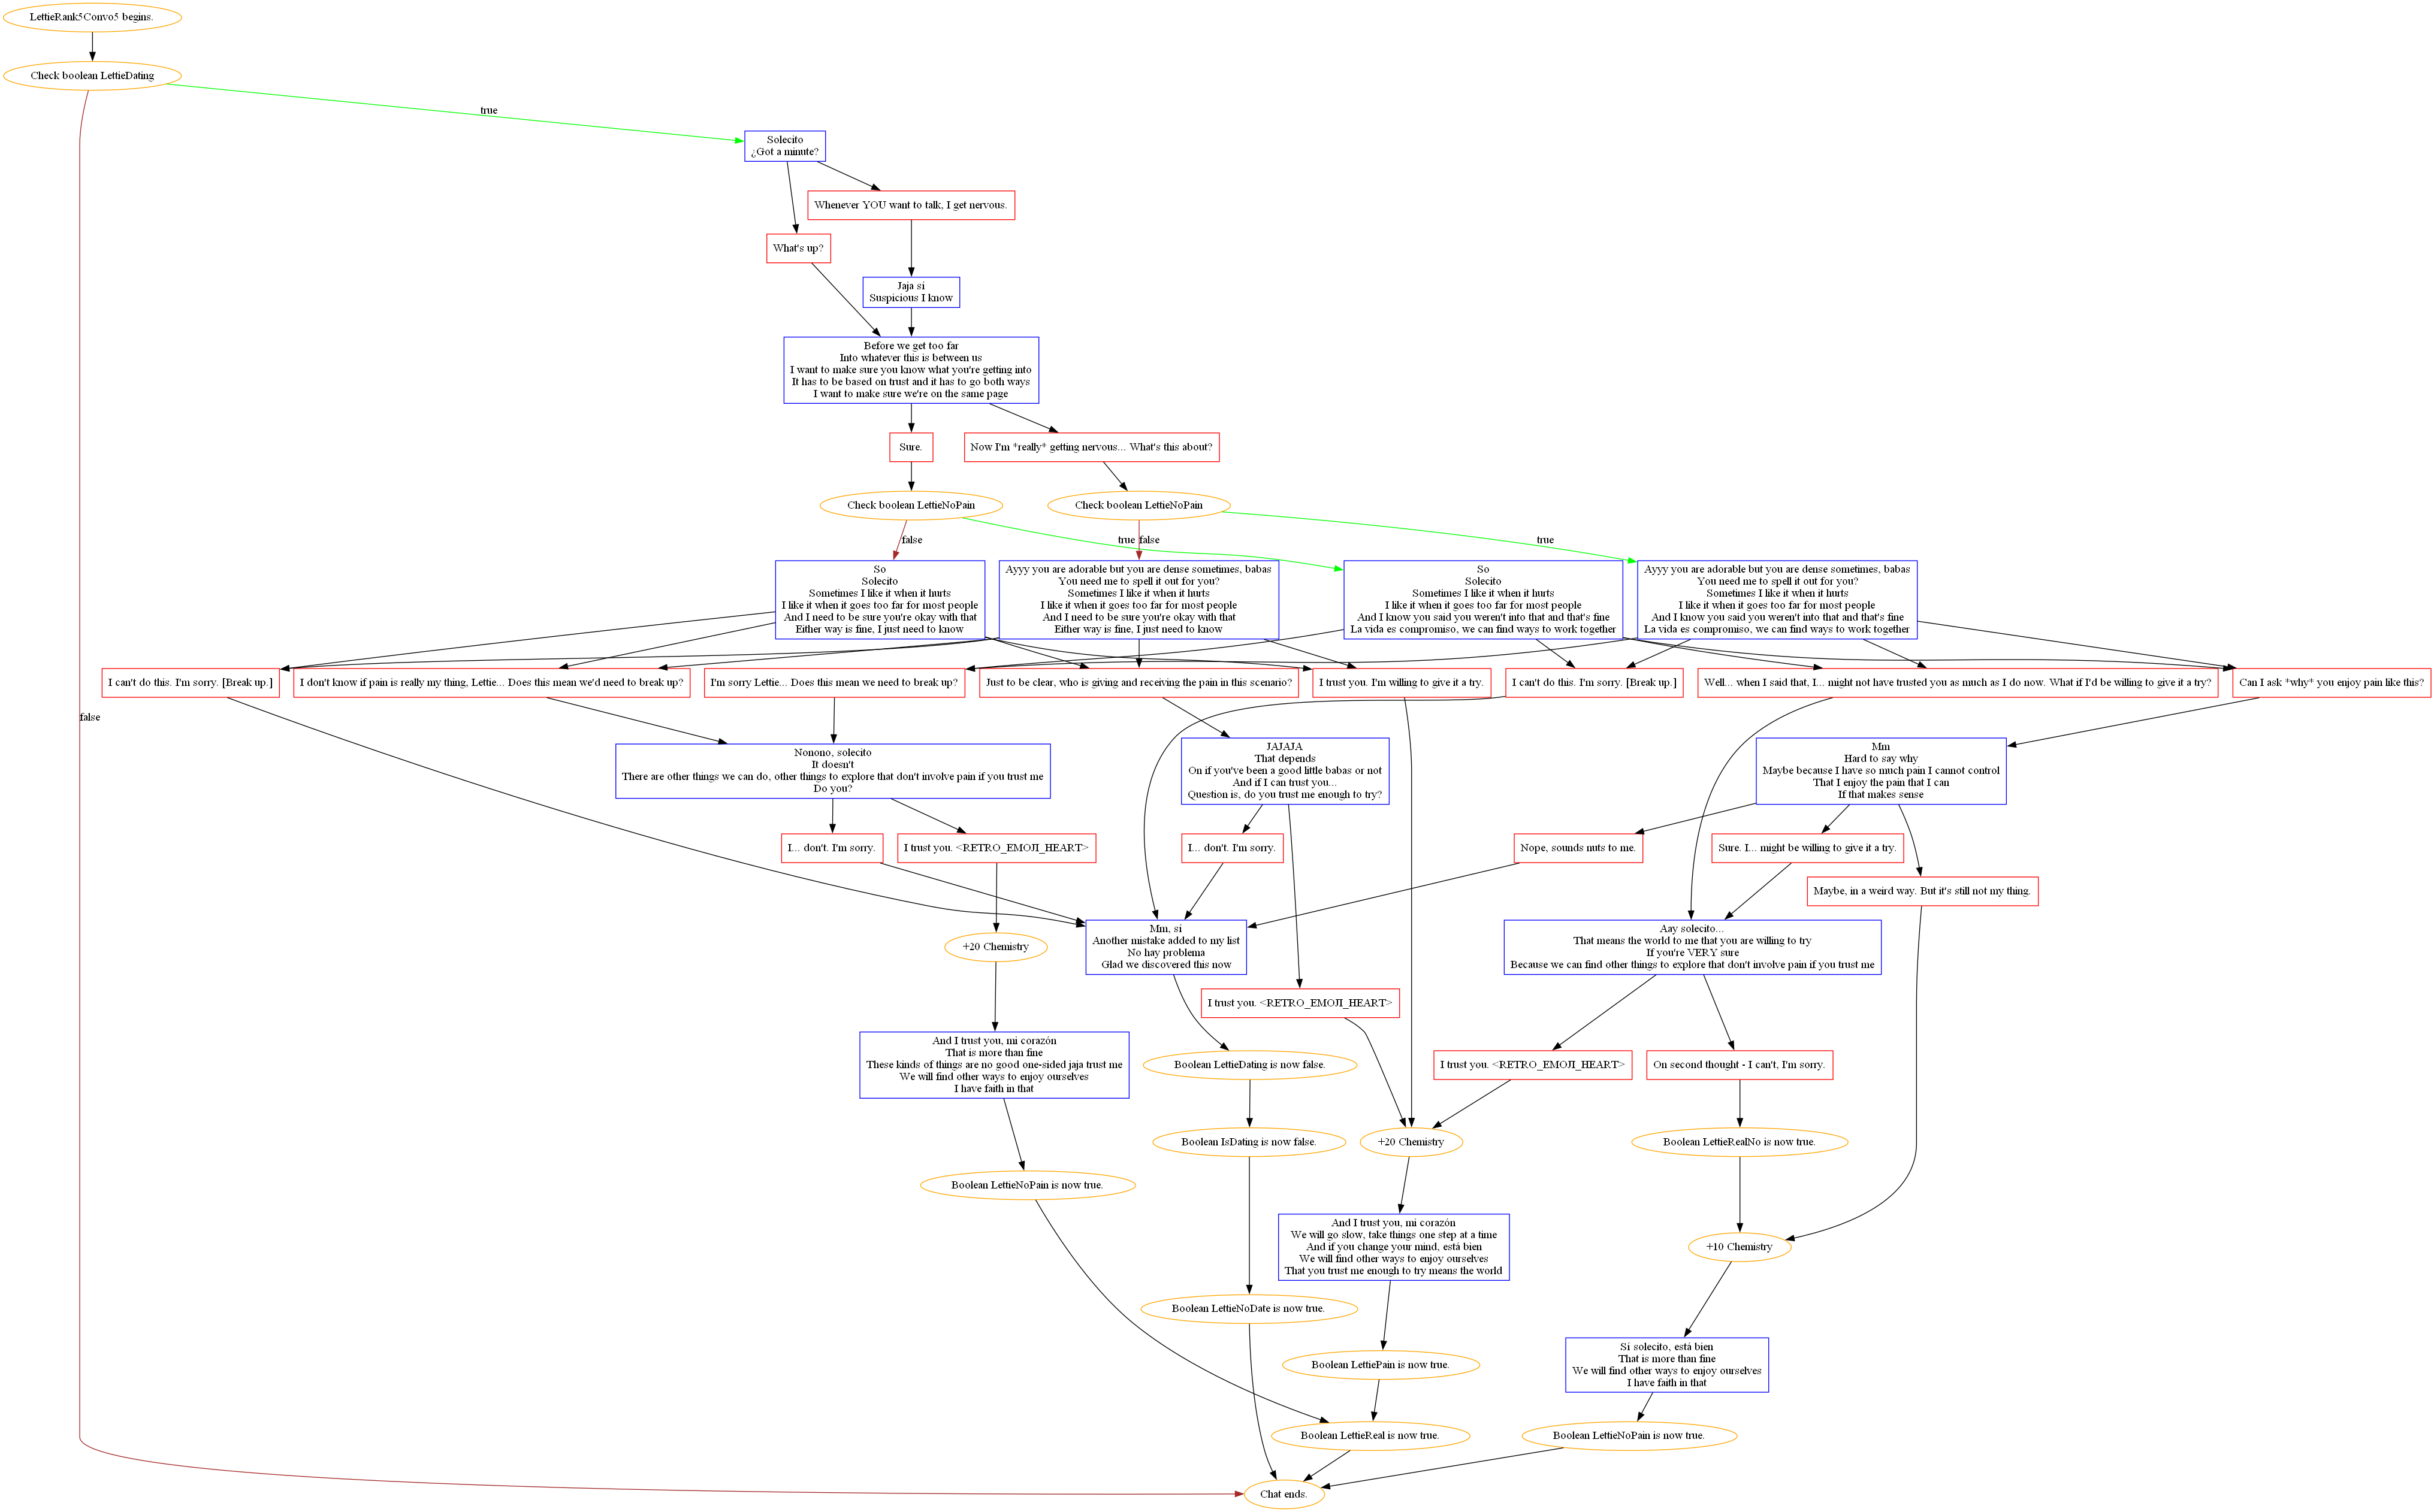 LettieRank5Convo5 begins.
Check boolean LettieDating
true
Solecito
¿Got a minute?
Whenever YOU want to talk, I get nervous.
What's up?
Jaja sí
Suspicious I know
Before we get too far
Into whatever this is between us
I want to make sure you know what you're getting into
It has to be based on trust and it has to go both ways
I want to make sure we're on the same page
Sure.
Now I'm *really* getting nervous... What's this about?
Check boolean LettieNoPain
Check boolean LettieNoPain
false
true
false
true
So
Solecito
Sometimes I like it when it hurts
I like it when it goes too far for most people
And I need to be sure you're okay with that
Either way is fine, I just need to know
Ayyy you are adorable but you are dense sometimes, babas
You need me to spell it out for you?
Sometimes I like it when it hurts
I like it when it goes too far for most people
And I need to be sure you're okay with that
Either way is fine, I just need to know
So
Solecito
Sometimes I like it when it hurts
I like it when it goes too far for most people
And I know you said you weren't into that and that's fine
La vida es compromiso, we can find ways to work together
Ayyy you are adorable but you are dense sometimes, babas
You need me to spell it out for you?
Sometimes I like it when it hurts
I like it when it goes too far for most people
And I know you said you weren't into that and that's fine
La vida es compromiso, we can find ways to work together
I can't do this. I'm sorry. [Break up.]
I don't know if pain is really my thing, Lettie... Does this mean we'd need to break up?
I'm sorry Lettie... Does this mean we need to break up?
Just to be clear, who is giving and receiving the pain in this scenario?
I trust you. I'm willing to give it a try.
I can't do this. I'm sorry. [Break up.]
Well... when I said that, I... might not have trusted you as much as I do now. What if I'd be willing to give it a try?
Can I ask *why* you enjoy pain like this?
false
Nonono, solecito
It doesn't
There are other things we can do, other things to explore that don't involve pain if you trust me
Do you?
JAJAJA
That depends
On if you've been a good little babas or not
And if I can trust you...
Question is, do you trust me enough to try?
Mm
Hard to say why
Maybe because I have so much pain I cannot control
That I enjoy the pain that I can
If that makes sense
I... don't. I'm sorry.
I trust you. <RETRO_EMOJI_HEART>
I... don't. I'm sorry.
Nope, sounds nuts to me.
Sure. I... might be willing to give it a try.
Maybe, in a weird way. But it's still not my thing.
+20 Chemistry
Mm, sí
Another mistake added to my list
No hay problema
Glad we discovered this now
Aay solecito...
That means the world to me that you are willing to try
If you're VERY sure
Because we can find other things to explore that don't involve pain if you trust me
I trust you. <RETRO_EMOJI_HEART>
And I trust you, mi corazón
That is more than fine
These kinds of things are no good one-sided jaja trust me
We will find other ways to enjoy ourselves
I have faith in that
Boolean LettieDating is now false.
I trust you. <RETRO_EMOJI_HEART>
On second thought - I can't, I'm sorry.
Boolean IsDating is now false.
+20 Chemistry
Boolean LettieRealNo is now true.
Boolean LettieNoPain is now true.
And I trust you, mi corazón
We will go slow, take things one step at a time
And if you change your mind, está bien
We will find other ways to enjoy ourselves
That you trust me enough to try means the world
+10 Chemistry
Boolean LettieNoDate is now true.
Boolean LettiePain is now true.
Sí solecito, está bien
That is more than fine
We will find other ways to enjoy ourselves
I have faith in that
Boolean LettieReal is now true.
Boolean LettieNoPain is now true.
Chat ends.